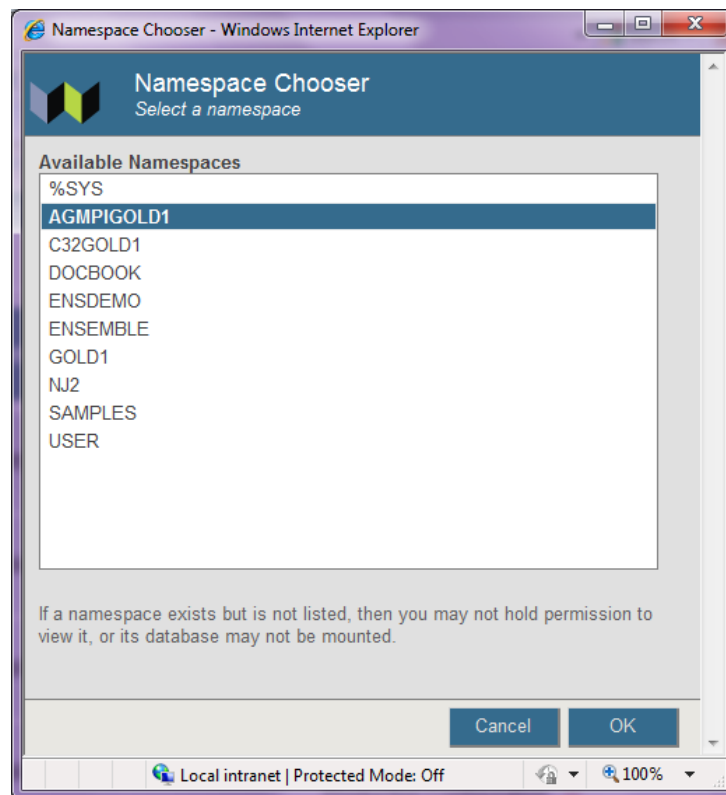 Namespace Chooser - Windows Internet Explorer
Namespace Chooser
Select a namespace
Available Namespaces
%SYS
AGMPIGOLD1
C32GOLD1
DOCBOOK
ENSDEMO
ENSEMBLE
GOLD1
NJ2
SAMPLES
USER
If a namespace exists but is not listed, then you may not hold permission to
view it, or its database may not be mounted.
Cancel OK
Local intranet | Protected Mode: Off 100%